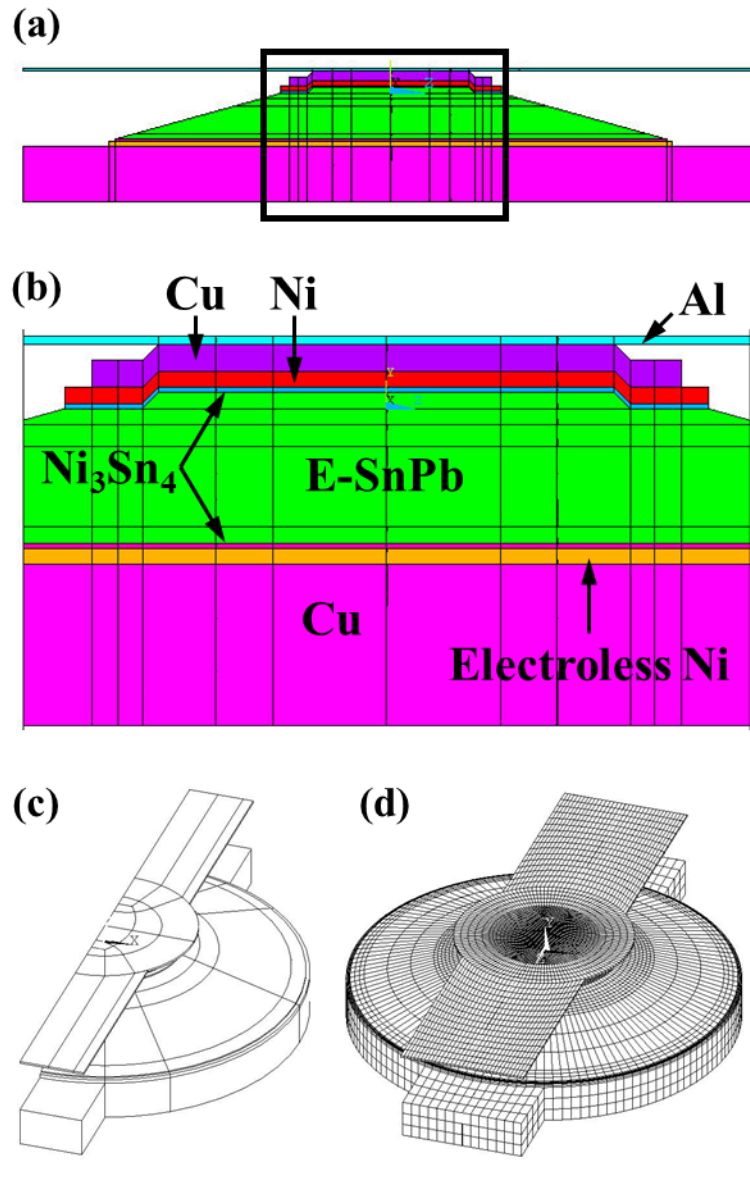 (a)
Y
Z
(b)
Cu
Ni
Al
Y
X
Z
Ni₃Sn₄
E-SnPb
Cu
Electroless Ni
(c)
(d)
X